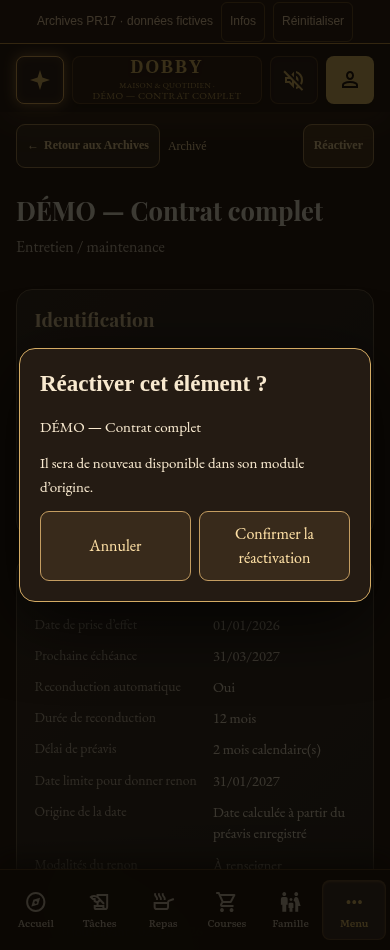 Archives PR17 · données fictives Infos Réinitialiser
DOBBY
MAISON & QUOTIDIEN
DÉMO — CONTRAT COMPLET
← Retour aux Archives Archivé Réactiver
DÉMO — Contrat complet
Entretien / maintenance
Identification
Réactiver cet élément ?
DÉMO — Contrat complet
Il sera de nouveau disponible dans son module
d'origine.
Annuler
Confirmer la
réactivation
Date de prise d'effet 01/01/2026
Prochaine échéance 31/03/2027
Reconduction automatique Oui
Durée de reconduction 12 mois
Délai de préavis 2 mois calendaire(s)
Date limite pour donner renon 31/01/2027
Origine de la date Date calculée à partir du
préavis enregistré
Modalités du renon À renseigner
Accueil Tâches Repas Courses Famille Menu